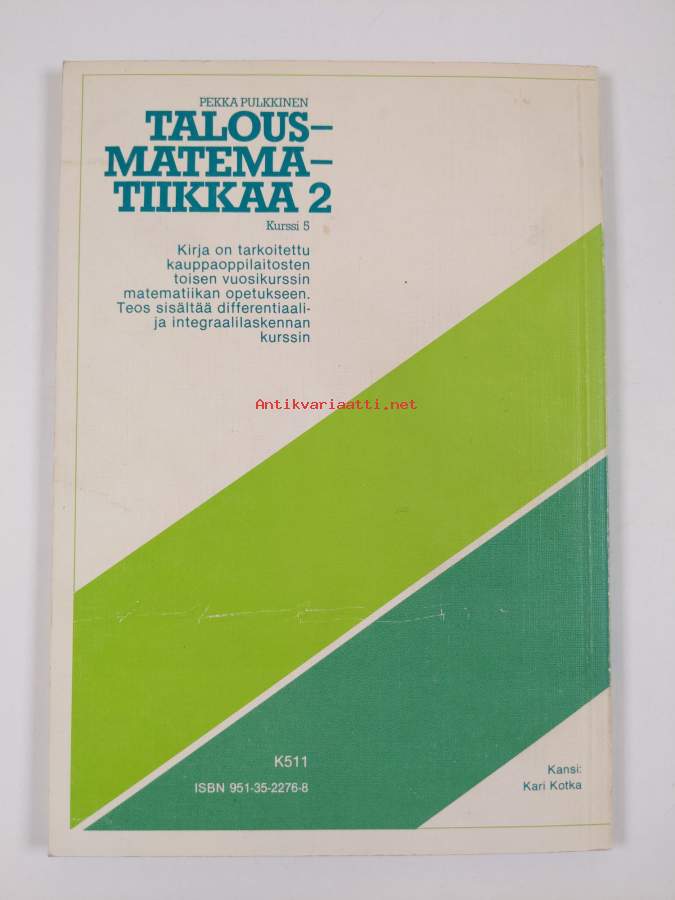 PEKKA PULKKINEN
TALOUS–
MATEMA–
TIIKKAA 2
Kurssi 5
Kirja on tarkoitettu
kauppaoppilaitosten
toisen vuosikurssin
matematiikan opetukseen.
Teos sisältää differentiaali-
ja integraalilaskennan
kurssin
Antikvariaatti.net
K511
ISBN 951-35-2276-8
Kansi:
Kari Kotka